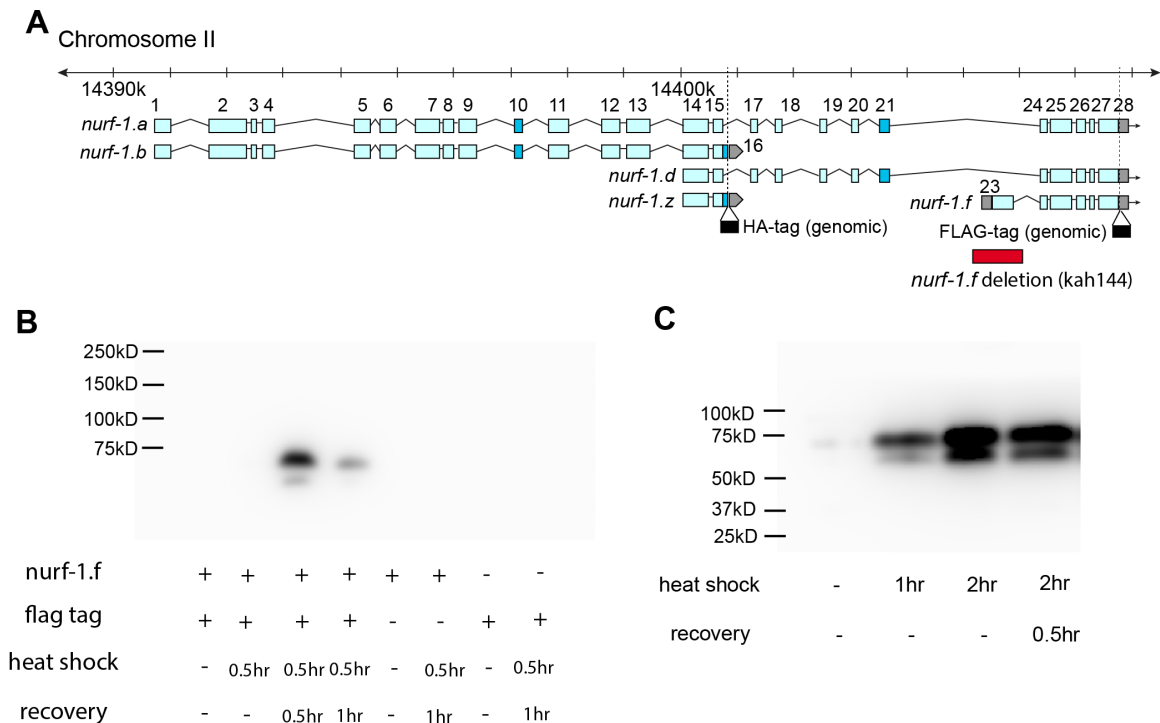 A
Chromosome II
14390k 14400k
1 2 3 4 5 6 7 8 9 10 11 12 13 14 15 17 18 19 20 21 24 25 26 27 28
nurf-1.a
nurf-1.b 16
nurf-1.d
23
nurf-1.z nurf-1.f
HA-tag (genomic) FLAG-tag (genomic)
nurf-1.f deletion (kah144)
B
250kD
150kD
100kD
75kD
nurf-1.f + + + + + + - -
flag tag + + + + - - + +
heat shock - 0.5hr 0.5hr 0.5hr - 0.5hr - 0.5hr
recovery - - 0.5hr 1hr - 1hr - 1hr
C
100kD
75kD
50kD
37kD
25kD
heat shock - 1hr 2hr 2hr
recovery - - - 0.5hr